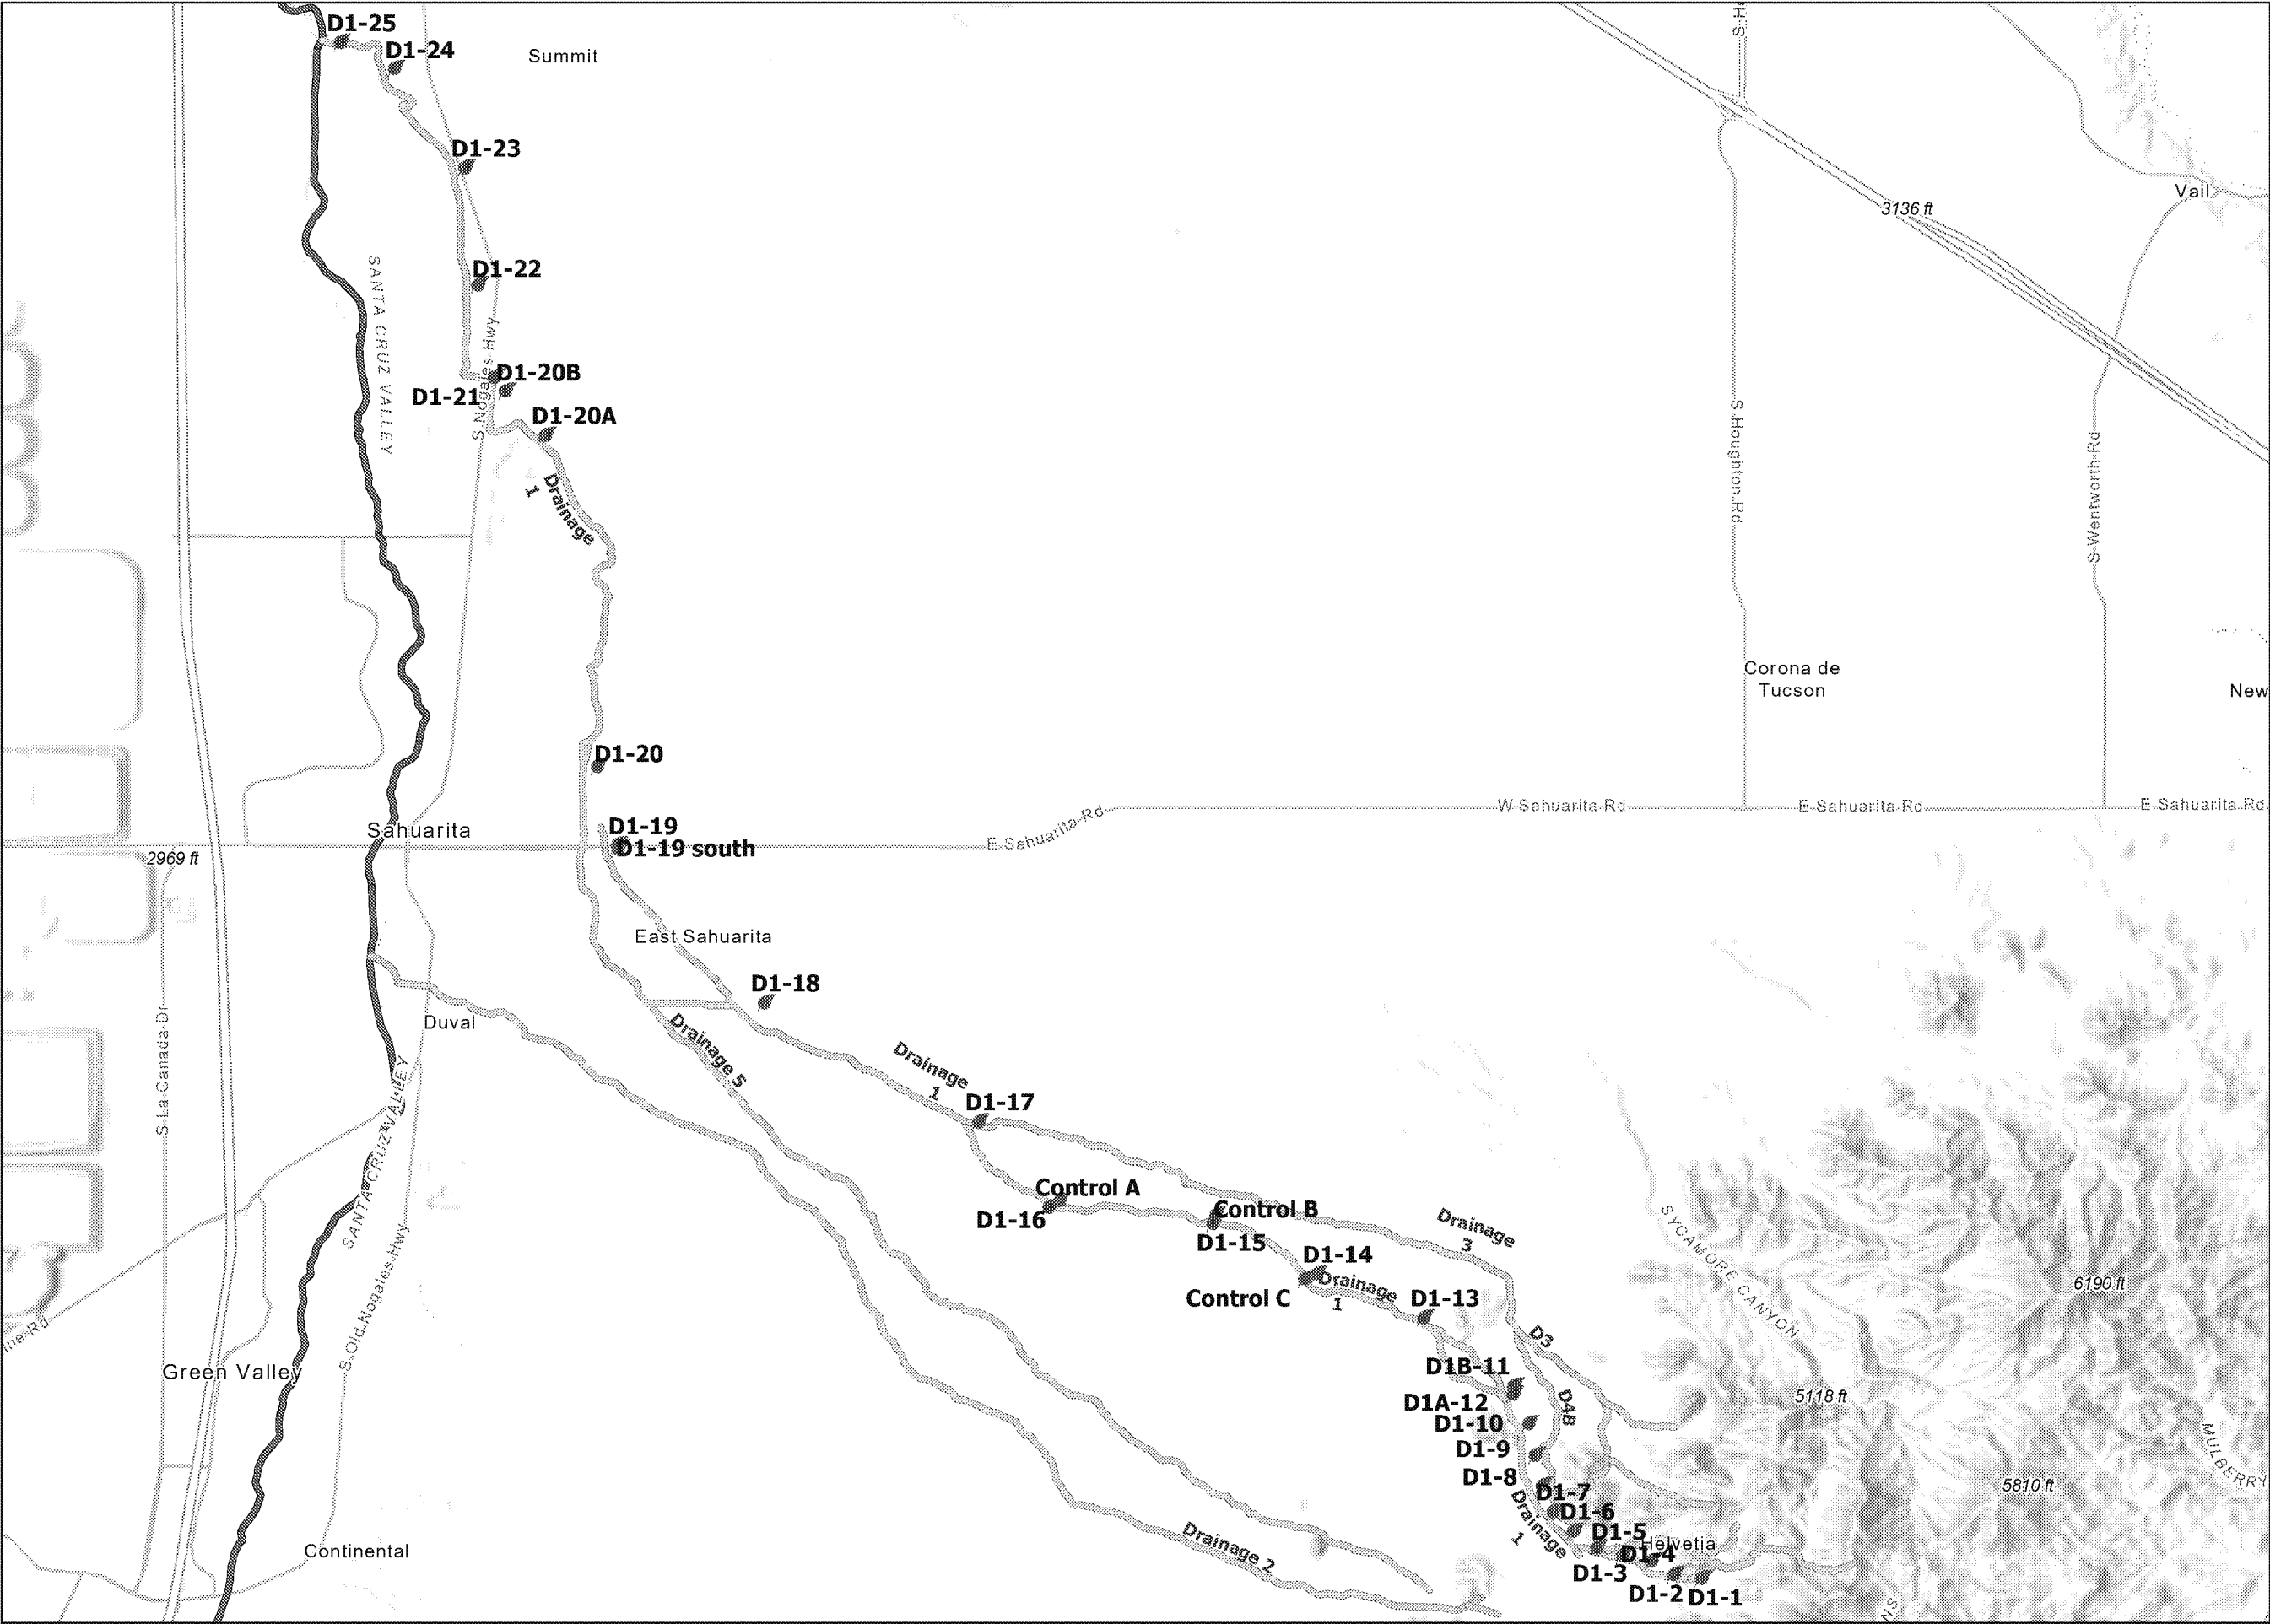 D1-25
D1-24
Summit
S H
D1-23
Vail
3136 ft
D1-22
SANTA CRUZ VALLEY
S Nogales Hwy
D1-20B
D1-21
D1-20A
Drainage
1
S Houghton Rd
S Wentworth Rd
Corona de
Tucson
New
D1-20
W Sahuarita Rd
E Sahuarita Rd
E Sahuarita Rd
E Sahuarita Rd
Sahuarita
D1-19
D1-19 south
2969 ft
East Sahuarita
D1-18
Duval
Drainage 5
S La Canada Dr
Drainage
1
D1-17
SANTA CRUZ VALLEY
Control A
D1-16
Control B
D1-15
Drainage
3
SYCAMORE CANYON
D1-14
Drainage
1
Control C
D1-13
6190 ft
ine Rd
S Old Nogales Hwy
D3
Green Valley
D1B-11
D4B
5118 ft
D1A-12
D1-10
D1-9
D1-8
D1-7
D1-6
MULBERRY
5810 ft
Drainage
1
D1-5
Helvetia
D1-4
Continental
Drainage 2
D1-3
D1-2
D1-1
NS